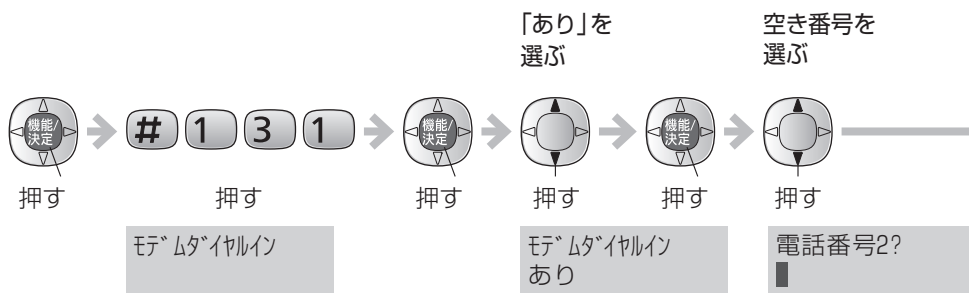 「あり」を
選ぶ
空き番号を
選ぶ
機能/
決定
# 1 3 1
機能/
決定
機能/
決定
押す
押す
押す
押す
押す
押す
ﾓﾃﾞﾑﾀﾞｲﾔﾙｲﾝ
ﾓﾃﾞﾑﾀﾞｲﾔﾙｲﾝ
あり
電話番号2?